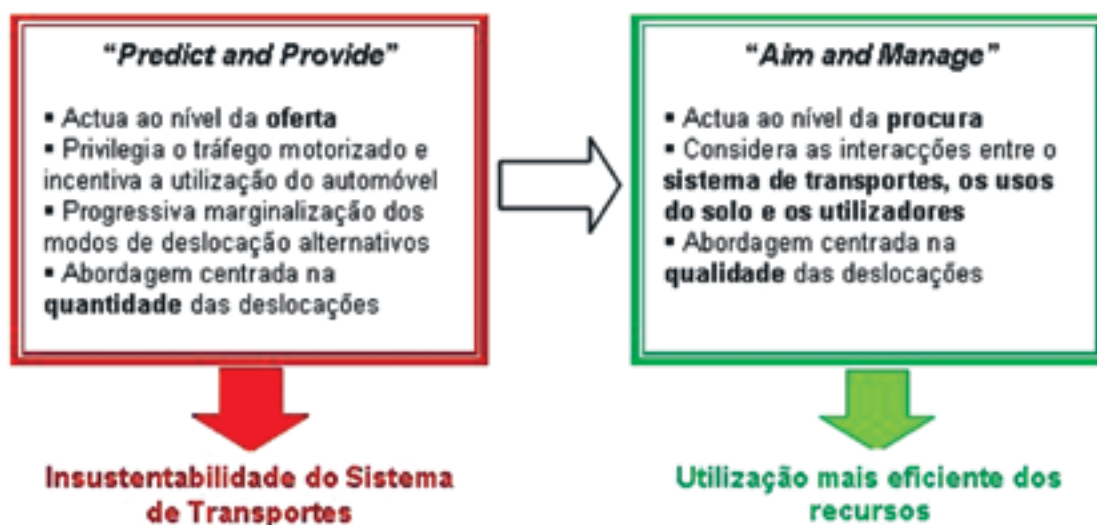 “Predict and Provide”
▪ Actua ao nível da oferta
▪ Privilegia o tráfego motorizado e
incentiva a utilização do automóvel
▪ Progressiva marginalização dos
modos de deslocação alternativos
▪ Abordagem centrada na
quantidade das deslocações
Insustentabilidade do Sistema
de Transportes
“Aim and Manage”
▪ Actua ao nível da procura
▪ Considera as interacções entre o
sistema de transportes, os usos
do solo e os utilizadores
▪ Abordagem centrada na
qualidade das deslocações
Utilização mais eficiente dos
recursos